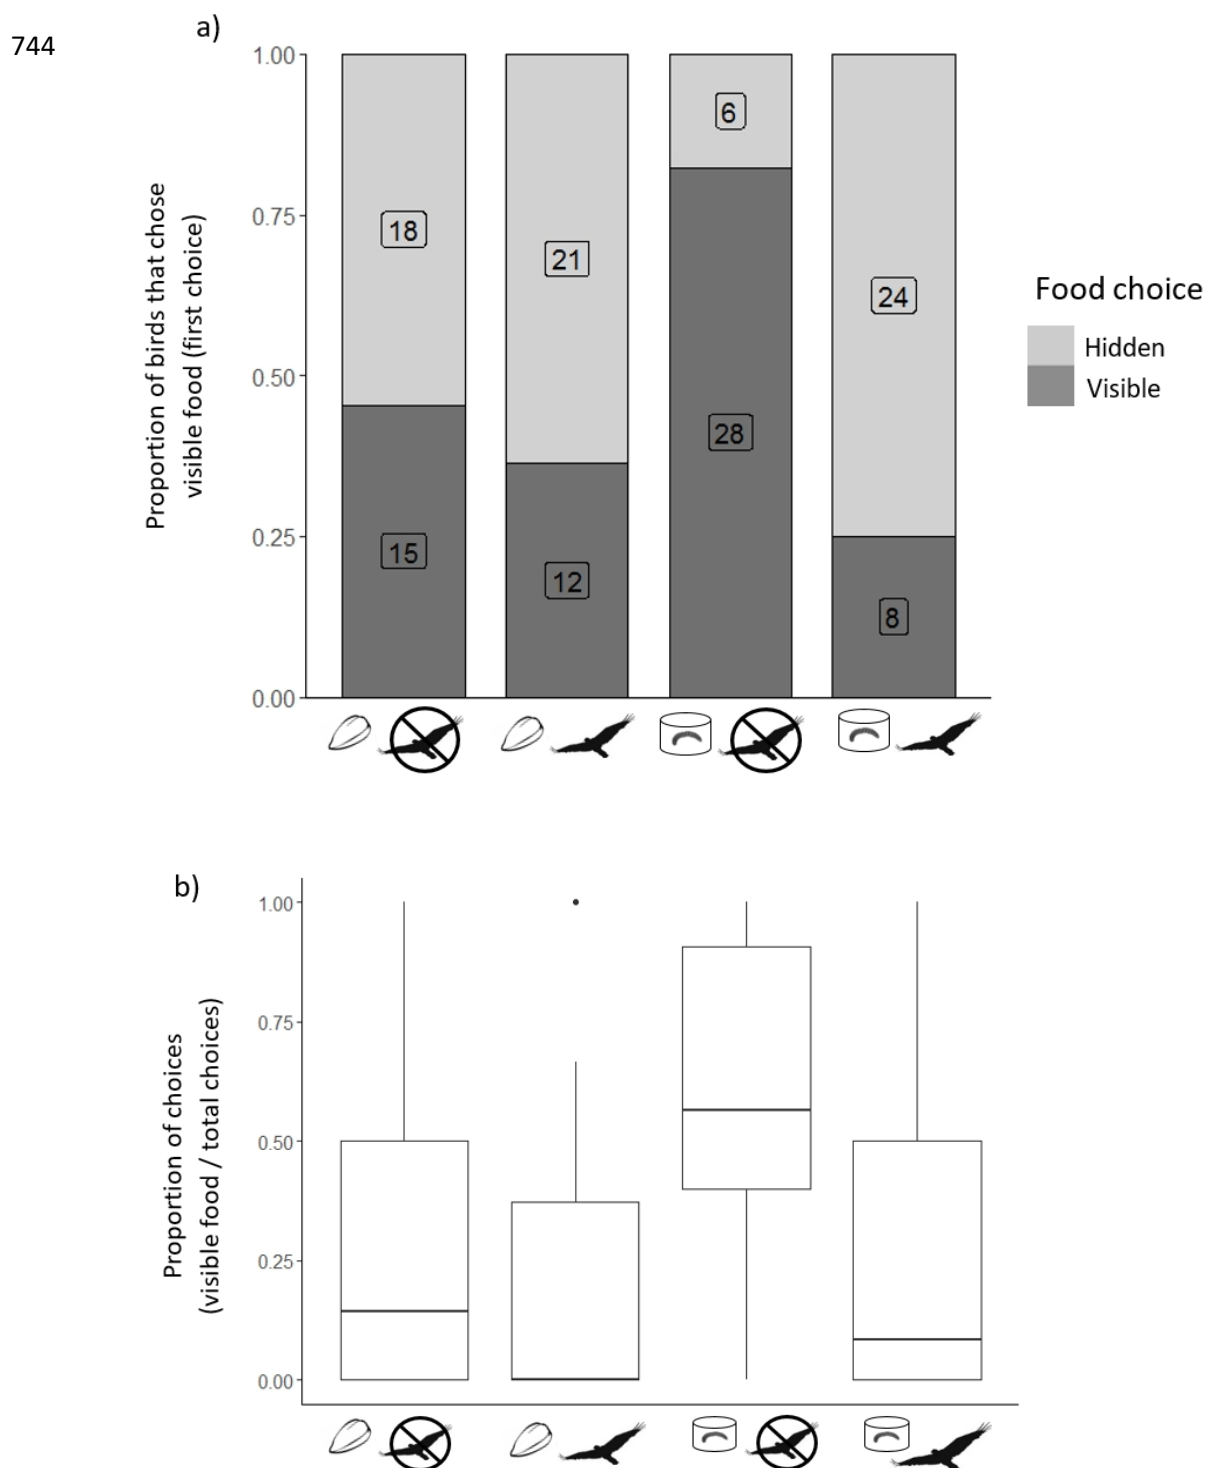 744
a)
Proportion of birds that chose
visible food (first choice)
1.00
0.75
0.50
0.25
0.00
18
21
6
24
15
12
28
8
Food choice
Hidden
Visible
b)
Proportion of choices
(visible food / total choices)
1.00
0.75
0.50
0.25
0.00